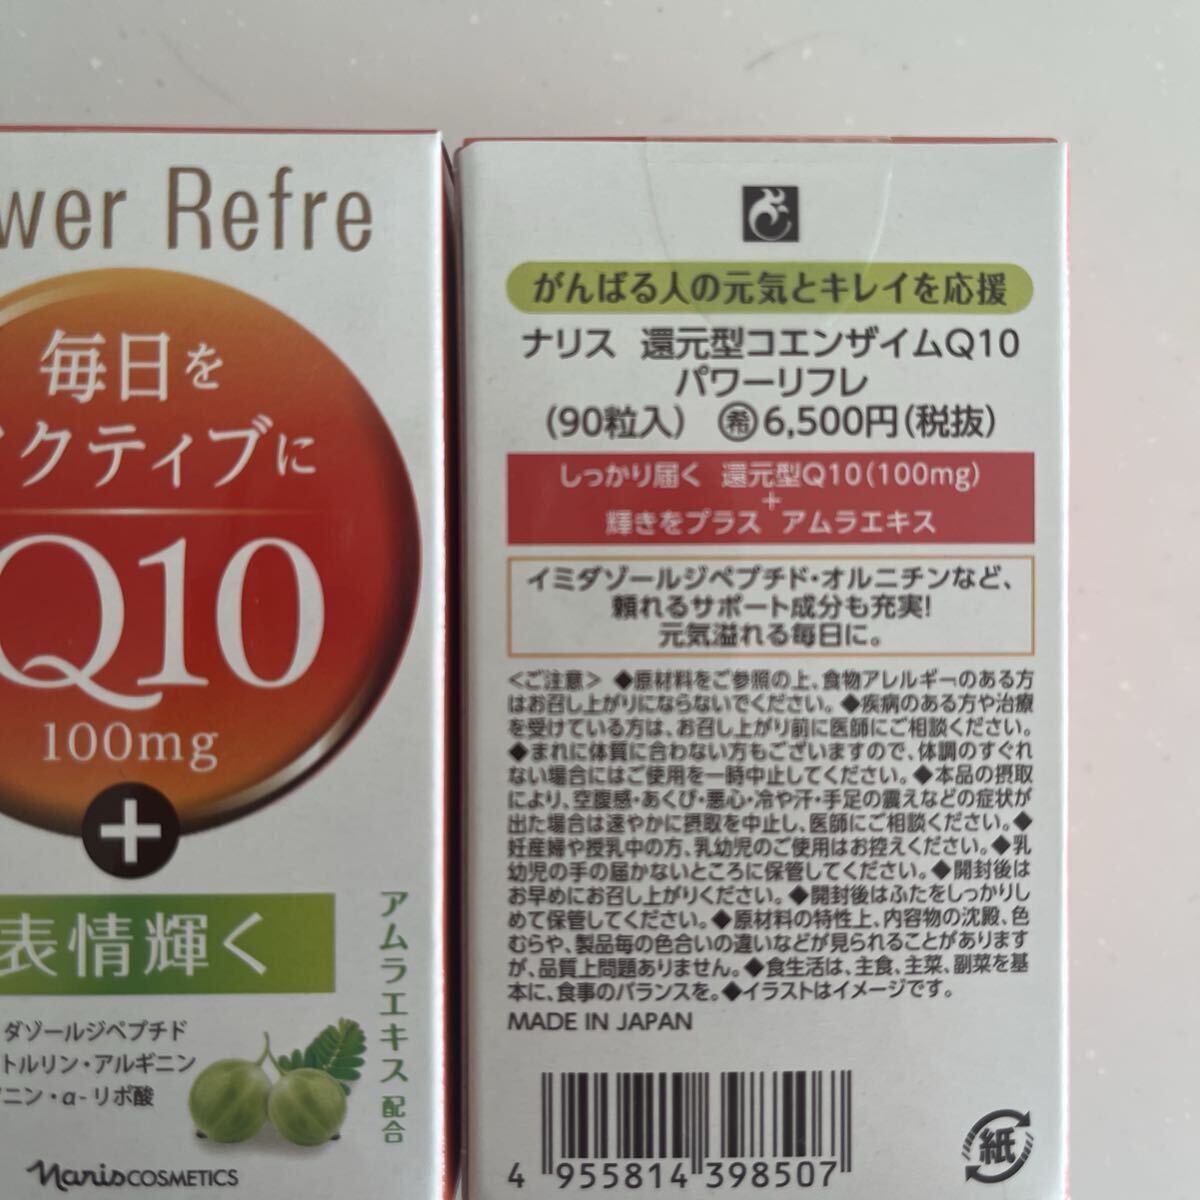 wer Refre
毎日を
クティブに
Q10
100mg
+
表情輝く
アムラエキス配合
ダゾールジペプチド
トルリン・アルギニン
ニン・α-リポ酸
naris COSMETICS
がんばる人の元気とキレイを応援
ナリス 還元型コエンザイムQ10
パワーリフレ
(90粒入) 希6,500円(税抜)
しっかり届く 還元型Q10(100mg)
+
輝きをプラス アムラエキス
イミダゾールジペプチド・オルニチンなど、
頼れるサポート成分も充実!
元気溢れる毎日に。
<ご注意> ◆原材料をご参照の上、食物アレルギーのある方
はお召し上がりにならないでください。◆疾病のある方や治療
を受けている方は、お召し上がり前に医師にご相談ください。
◆まれに体質に合わない方もございますので、体調のすぐれ
ない場合にはご使用を一時中止してください。◆本品の摂取
により、空腹感・あくび・悪心・冷や汗・手足の震えなどの症状が
出た場合は速やかに摂取を中止し、医師にご相談ください。◆
妊産婦や授乳中の方、乳幼児のご使用はお控えください。◆乳
幼児の手の届かないところに保管してください。◆開封後は
お早めにお召し上がりください。◆開封後はふたをしっかりし
めて保管してください。◆原材料の特性上、内容物の沈殿、色
むらや、製品毎の色合いの違いなどが見られることがあります
が、品質上問題ありません。◆食生活は、主食、主菜、副菜を基
本に、食事のバランスを。◆イラストはイメージです。
MADE IN JAPAN
4 955814 398507
紙